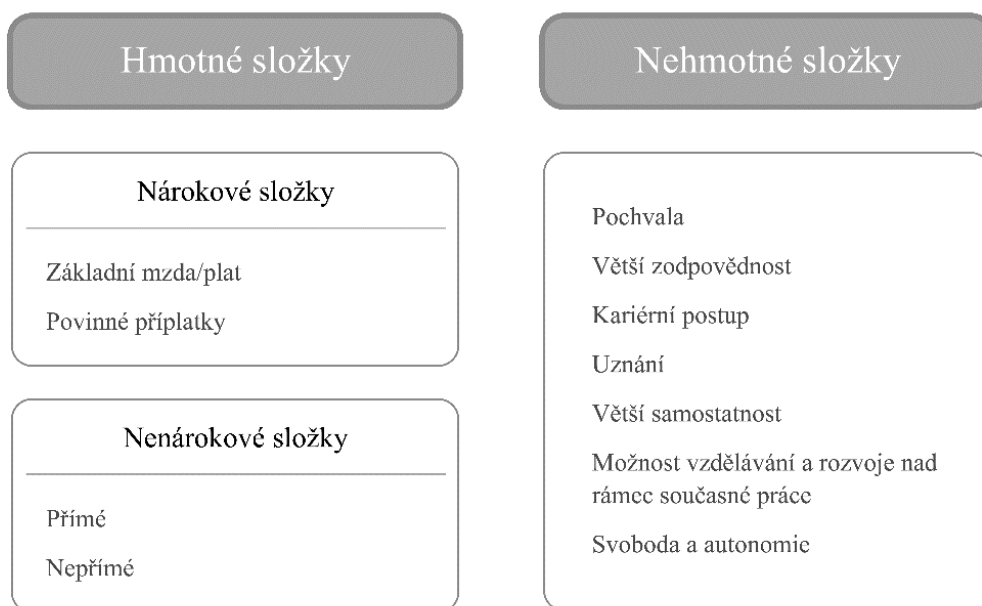 Hmotné složky
Nárokové složky
Základní mzda/plat
Povinné příplatky
Nenárokové složky
Přímé
Nepřímé
Nehmotné složky
Pochvala
Větší zodpovědnost
Kariérní postup
Uznání
Větší samostatnost
Možnost vzdělávání a rozvoje nad
rámec současné práce
Svoboda a autonomie